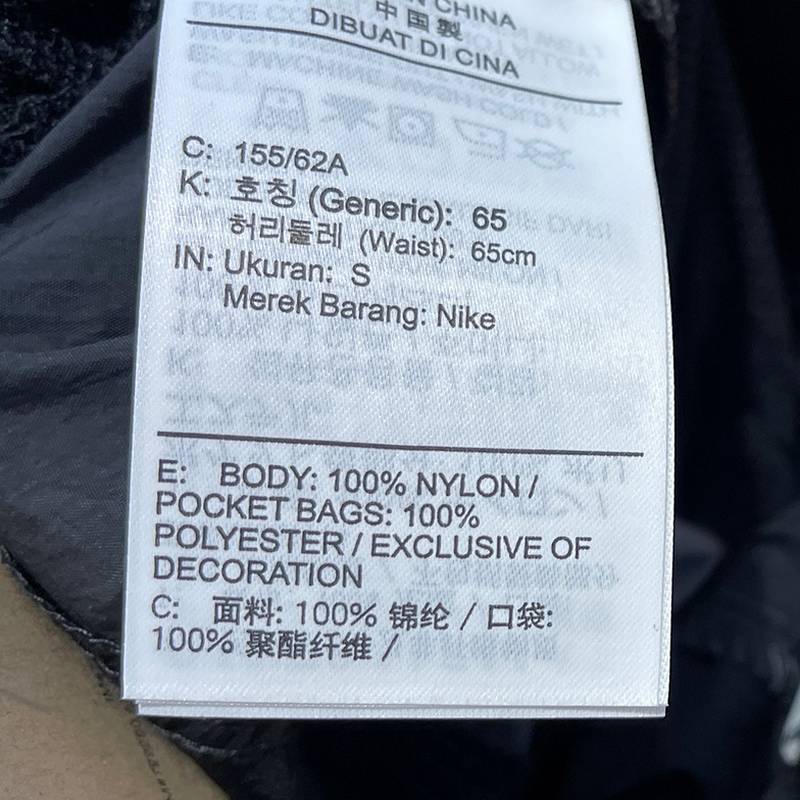 IN CHINA
中国製
DIBUAT DI CINA
C: 155/62A
K: 호칭 (Generic): 65
허리둘레 (Waist): 65cm
IN: Ukuran: S
Merek Barang: Nike
E: BODY: 100% NYLON /
POCKET BAGS: 100%
POLYESTER / EXCLUSIVE OF
DECORATION
C: 面料: 100% 锦纶 / 口袋:
100% 聚酯纤维 /